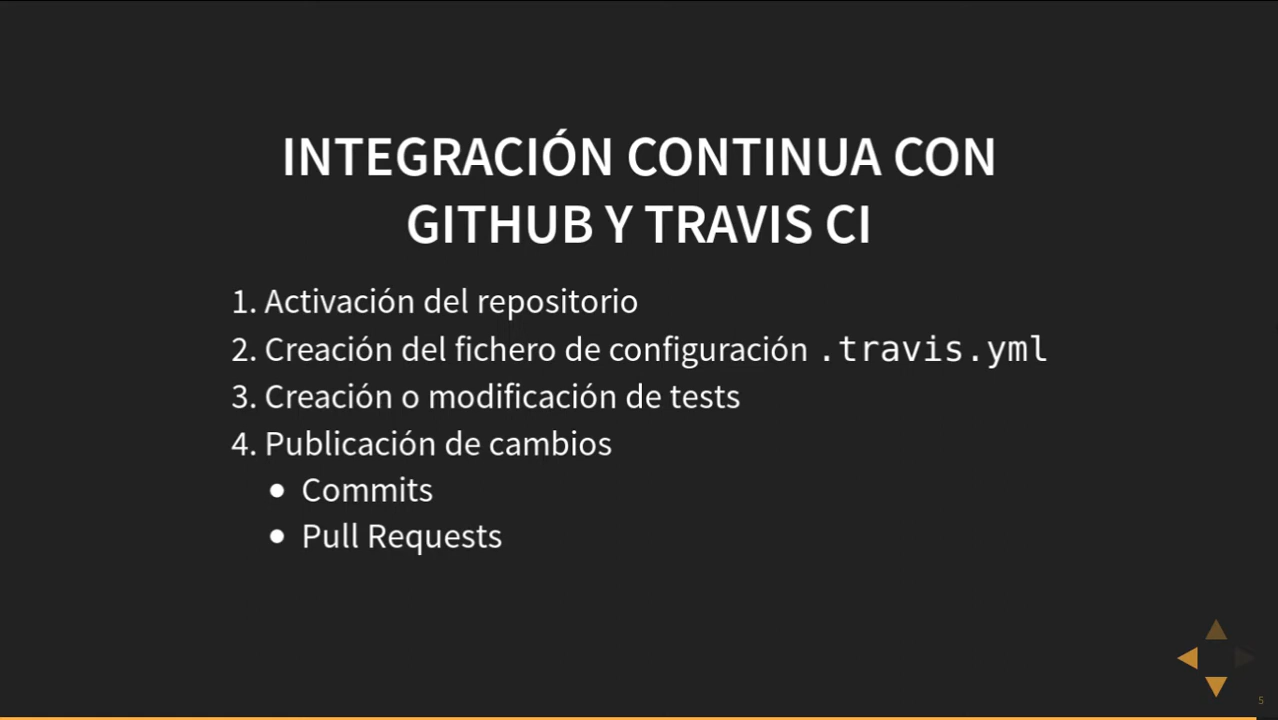 INTEGRACIÓN CONTINUA CON
GITHUB Y TRAVIS CI
1. Activación del repositorio
2. Creación del fichero de configuración .travis.yml
3. Creación o modificación de tests
4. Publicación de cambios
● Commits
● Pull Requests
5